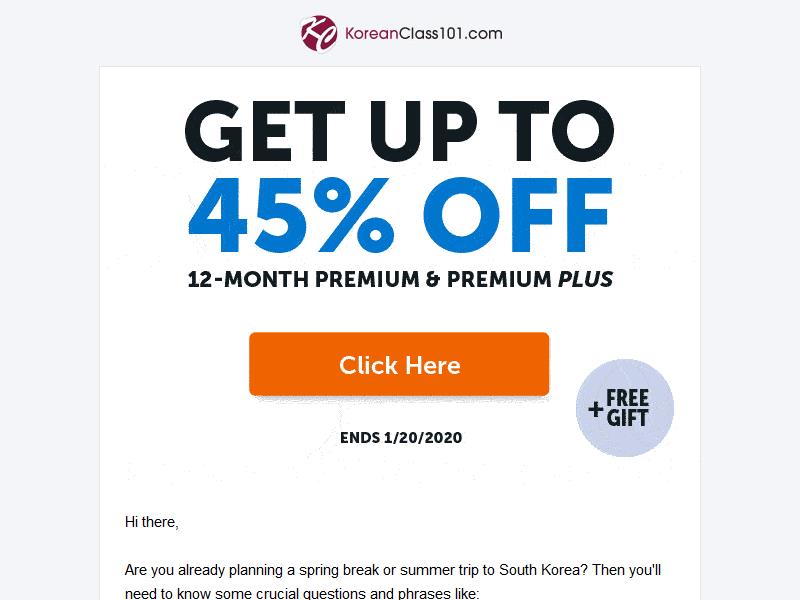 KoreanClass101.com
GET UP TO
45% OFF
12-MONTH PREMIUM & PREMIUM PLUS
Click Here
+ FREE
GIFT
ENDS 1/20/2020
Hi there,
Are you already planning a spring break or summer trip to South Korea? Then you'll
need to know some crucial questions and phrases like: